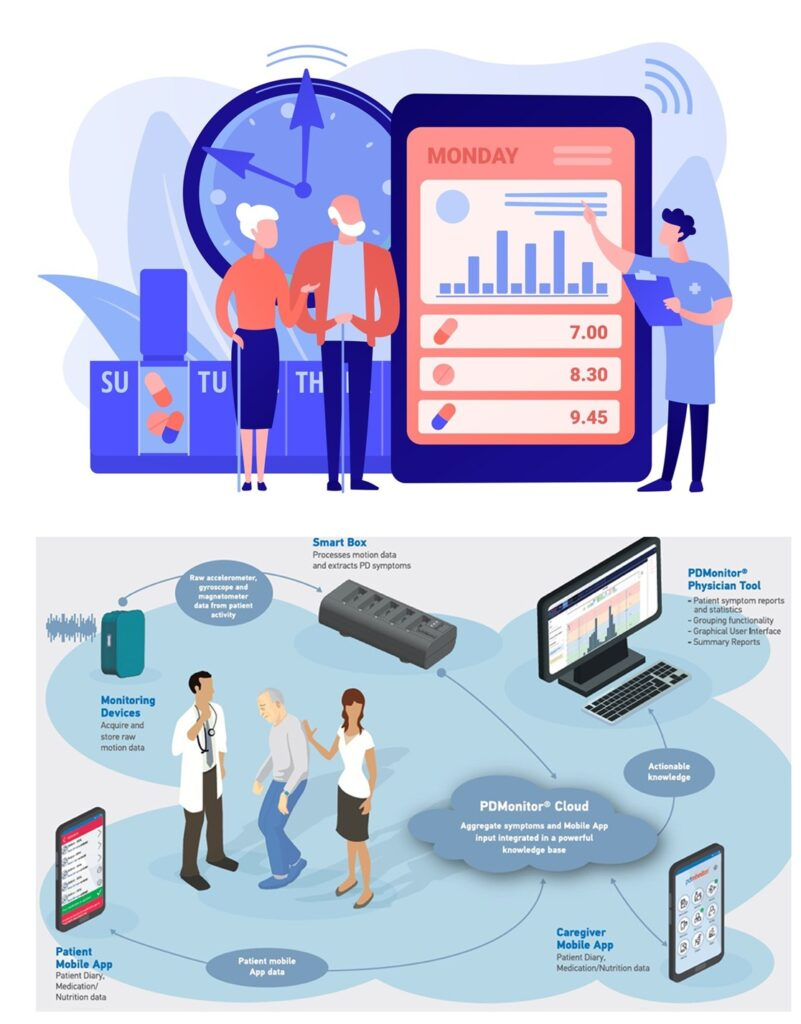 MONDAY
7.00
8.30
9.45
SU
TU
TH
Smart Box
Processes motion data
and extracts PD symptoms
Raw accelerometer,
gyroscope and
magnetometer
data from patient
activity
PDMonitor®
Physician Tool
- Patient symptom reports
and statistics
- Grouping functionality
- Graphical User Interface
- Summary Reports
Monitoring
Devices
Acquire and
store raw
motion data
Actionable
knowledge
PDMonitor® Cloud
Aggregate symptoms and Mobile App
input integrated in a powerful
knowledge base
Patient
Mobile App
Patient Diary,
Medication/
Nutrition data
Patient mobile
App data
Caregiver
Mobile App
Patient Diary,
Medication/Nutrition data
pdmonitor